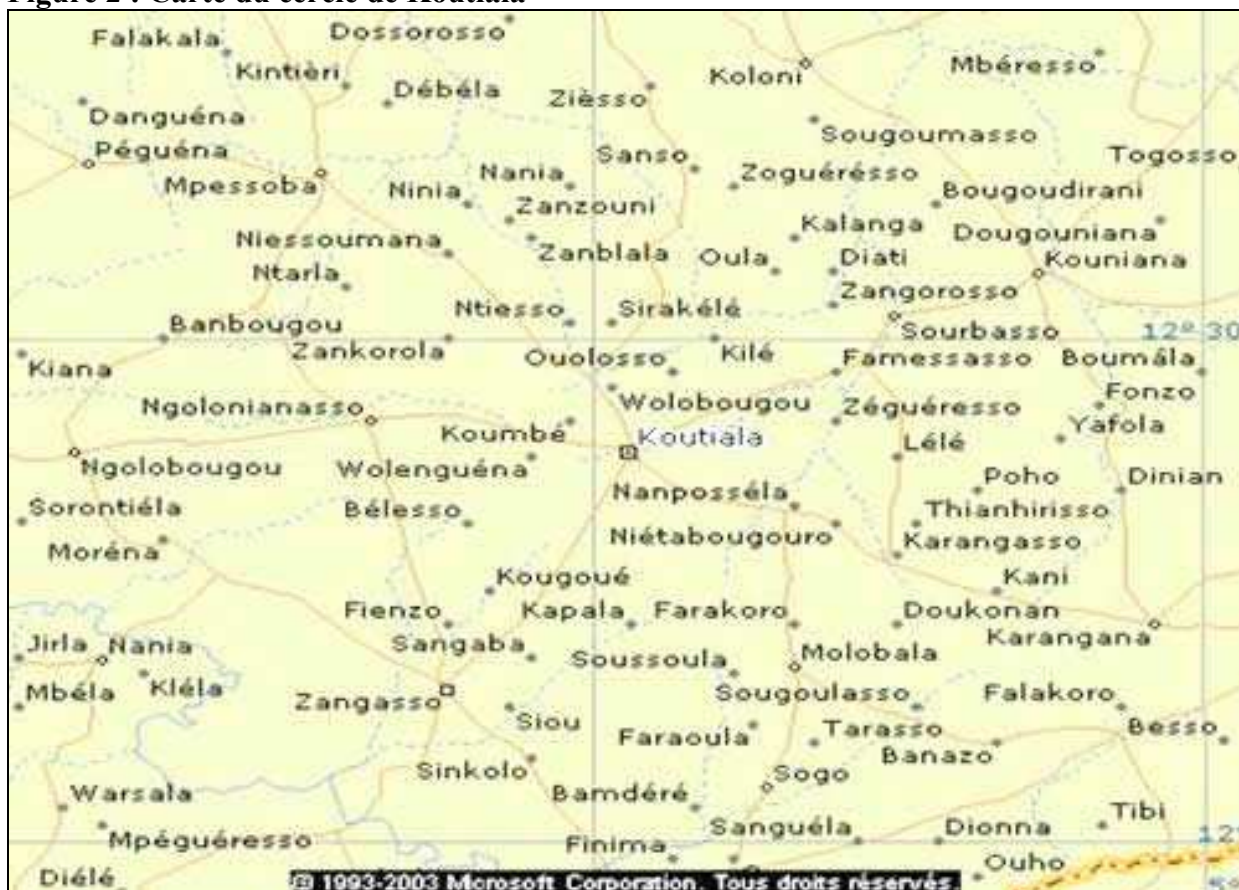 Figure 2 : Carte du cercle de Koutiala
Falakala
Dossorosso
Kintièri
Débéla
Zièsso
Koloni
Mbéresso
Danguéna
Sougoumasso
Péguéna
Sanso
Togosso
Mpessoba
Nania
Zoguérésso
Ninia
Bougoudirani
Zanzouni
Niessoumana
Kalanga
Dougouniana
Zanblala
Oula
Diati
Kouniana
Ntarla
Zangorosso
Ntiesso
Sirakélé
Banbougou
Sourbasso
12° 30
Zankorola
Ouolosso
Kilé
Famessasso
Boumála
Kiana
Fonzo
Ngolonianasso
Wolobougou
Zéguéresso
Yafola
Koumbé
Koutiala
Lélé
Ngolobougou
Wolenguéna
Poho
Dinian
Nanposséla
Sorontiéla
Bélesso
Thianhirisso
Niétabougouro
Karangasso
Moréna
Kougoué
Kani
Fienzo
Kapala
Farakoro
Doukonan
Karangana
Jirla
Nania
Sangaba
Soussoula
Molobala
Mbéla
Kléla
Zangasso
Sougoulasso
Falakoro
Siou
Faraoula
Tarasso
Besso
Banazo
Sinkolo
Sogo
Warsala
Bamdéré
Tibi
Mpéguéresso
Sanguéla
Dionna
12°
Finima
Ouho
Diélé
© 1993-2003 Microsoft Corporation. Tous droits réservés.